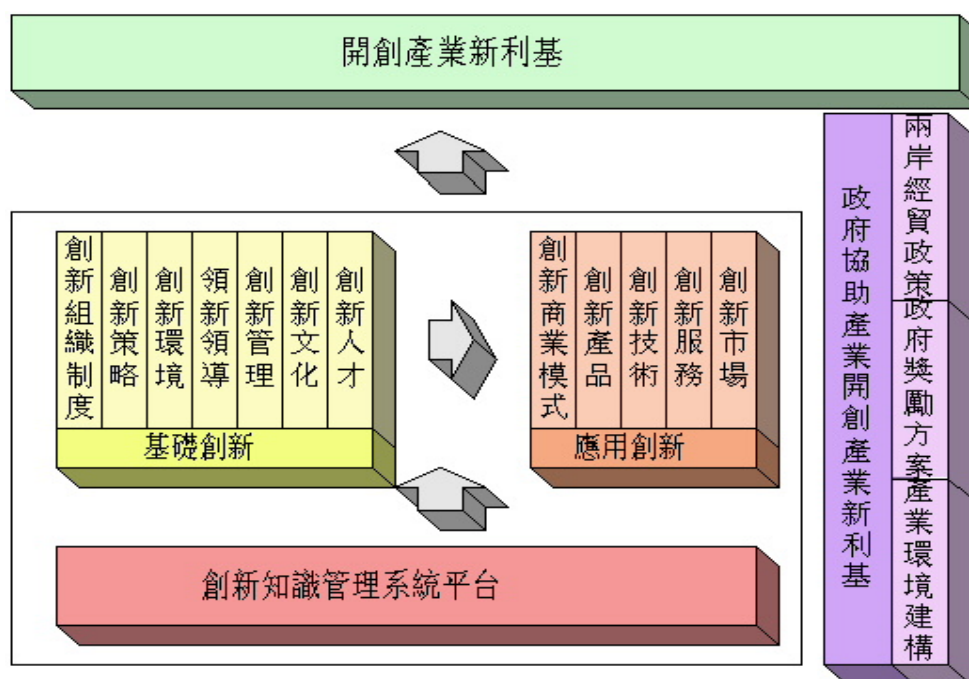 開創產業新利基
創新組織制度
創新策略
創新環境
領新領導
創新管理
創新文化
創新人才
基礎創新
創新商業模式
創新產品
創新技術
創新服務
創新市場
應用創新
創新知識管理系統平台
政府協助產業開創產業新利基
兩岸經貿政策
政府獎勵方案
產業環境建構